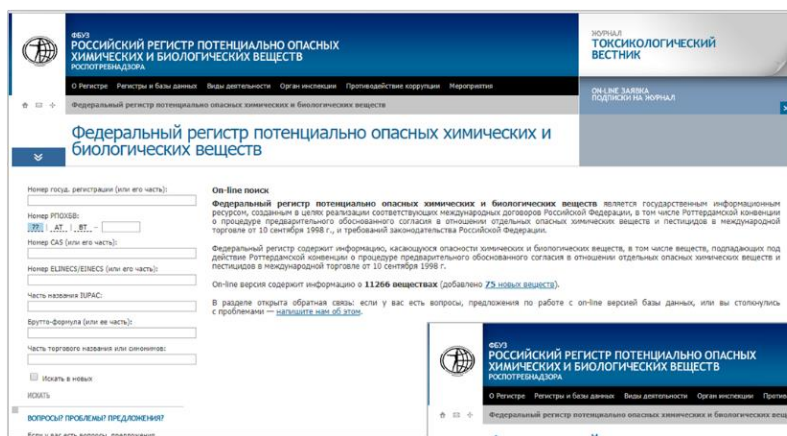 ФБУЗ
РОССИЙСКИЙ РЕГИСТР ПОТЕНЦИАЛЬНО ОПАСНЫХ
ХИМИЧЕСКИХ И БИОЛОГИЧЕСКИХ ВЕЩЕСТВ
РОСПОТРЕБНАДЗОРА
ЖУРНАЛ
ТОКСИКОЛОГИЧЕСКИЙ
ВЕСТНИК
О Регистре Регистры и базы данных Виды деятельности Орган инспекции Противодействие коррупции Мероприятия
ON-LINE ЗАЯВКА
ПОДПИСКИ НА ЖУРНАЛ
Федеральный регистр потенциально опасных химических и биологических веществ
Федеральный регистр потенциально опасных химических и
биологических веществ
Номер госуд. регистрации (или его часть):
Номер РПОХБВ:
?? | АТ | ВТ –
Номер CAS (или его часть):
Номер ELINECS/EINECS (или его часть):
Часть названия IUPAC:
Брутто-формула (или ее часть):
Часть торгового названия или синонимов:
Искать в новых
ИСКАТЬ
ВОПРОСЫ? ПРОБЛЕМЫ? ПРЕДЛОЖЕНИЯ?
Если у вас есть вопросы, предложения
On-line поиск
Федеральный регистр потенциально опасных химических и биологических веществ является государственным информационным
ресурсом, созданным в целях реализации соответствующих международных договоров Российской Федерации, в том числе Роттердамской конвенции
о процедуре предварительного обоснованного согласия в отношении отдельных опасных химических веществ и пестицидов в международной
торговле от 10 сентября 1998 г., и требований законодательства Российской Федерации.
Федеральный регистр содержит информацию, касающуюся опасности химических и биологических веществ, в том числе веществ, подпадающих под
действие Роттердамской конвенции о процедуре предварительного обоснованного согласия в отношении отдельных опасных химических веществ и
пестицидов в международной торговле от 10 сентября 1998 г.
On-line версия содержит информацию о 11266 веществах (добавлено 75 новых веществ).
В разделе открыта обратная связь: если у вас есть вопросы, предложения по работе с on-line версией базы данных, или вы столкнулись
с проблемами — напишите нам об этом.
ФБУЗ
РОССИЙСКИЙ РЕГИСТР ПОТЕНЦИАЛЬНО ОПАСНЫХ
ХИМИЧЕСКИХ И БИОЛОГИЧЕСКИХ ВЕЩЕСТВ
РОСПОТРЕБНАДЗОРА
О Регистре Регистры и базы данных Виды деятельности Орган инспекции
Федеральный регистр потенциально опасных химических и биологических